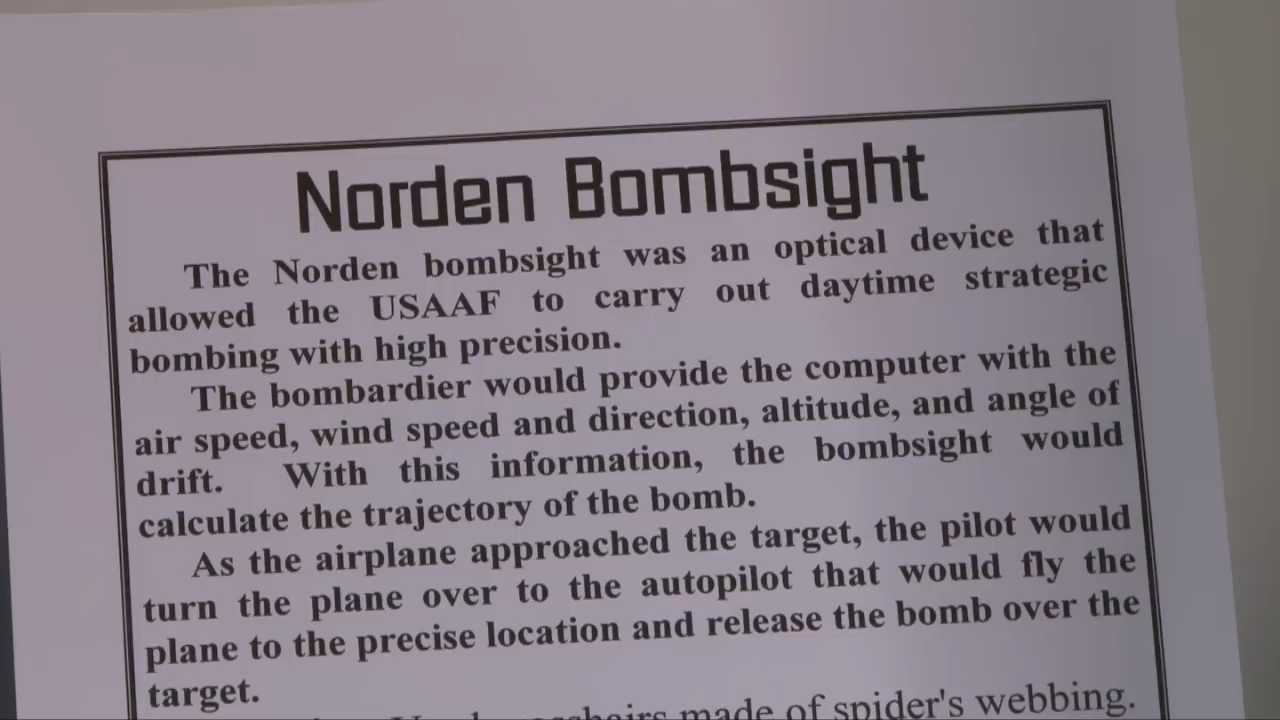 Norden Bombsight
The Norden bombsight was an optical device that
allowed the USAAF to carry out daytime strategic
bombing with high precision.
The bombardier would provide the computer with the
air speed, wind speed and direction, altitude, and angle of
drift. With this information, the bombsight would
calculate the trajectory of the bomb.
As the airplane approached the target, the pilot would
turn the plane over to the autopilot that would fly the
plane to the precise location and release the bomb over the
target.
made of spider's webbing.